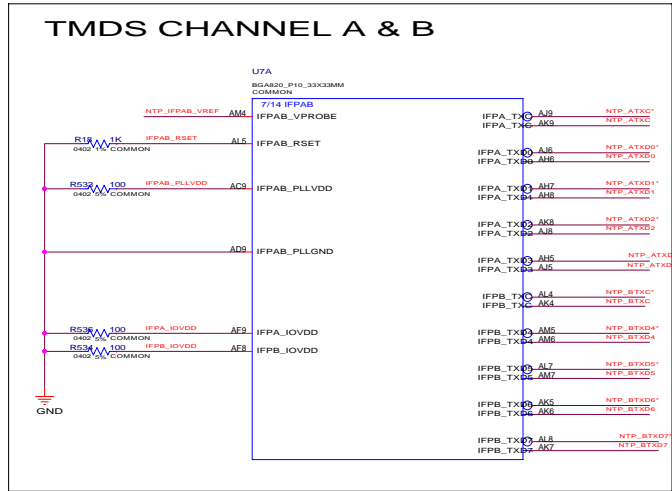 TMDS CHANNEL A & B
U7A
BGA820_P10_33X33MM
COMMON
7/14 IFPAB
NTP_IFPAB_VREF AM4 IFPAB_VPROBE
R18 1K IFPAB_RSET AL5 IFPAB_RSET
0402 1% COMMON
R533 100 IFPAB_PLLVDD AC9 IFPAB_PLLVDD
0402 5% COMMON
AD9 IFPAB_PLLGND
R535 100 IFPA_IOVDD AF9 IFPA_IOVDD
0402 5% COMMON
R534 100 IFPB_IOVDD AF8 IFPB_IOVDD
0402 5% COMMON
GND
IFPA_TXC AJ9 NTP_ATXC*
IFPA_TXC AK9 NTP_ATXC
IFPA_TXD0 AJ6 NTP_ATXD0*
IFPA_TXD0 AH6 NTP_ATXD0
IFPA_TXD1 AH7 NTP_ATXD1*
IFPA_TXD1 AH8 NTP_ATXD1
IFPA_TXD2 AK8 NTP_ATXD2*
IFPA_TXD2 AJ8 NTP_ATXD2
IFPA_TXD3 AH5 NTP_ATXD
IFPA_TXD3 AJ5 NTP_ATXD
IFPB_TXC AL4 NTP_BTXC*
IFPB_TXC AK4 NTP_BTXC
IFPB_TXD4 AM5 NTP_BTXD4*
IFPB_TXD4 AM6 NTP_BTXD4
IFPB_TXD5 AL7 NTP_BTXD5*
IFPB_TXD5 AM7 NTP_BTXD5
IFPB_TXD6 AK5 NTP_BTXD6*
IFPB_TXD6 AK6 NTP_BTXD6
IFPB_TXD7 AL8 NTP_BTXD7*
IFPB_TXD7 AK7 NTP_BTXD7